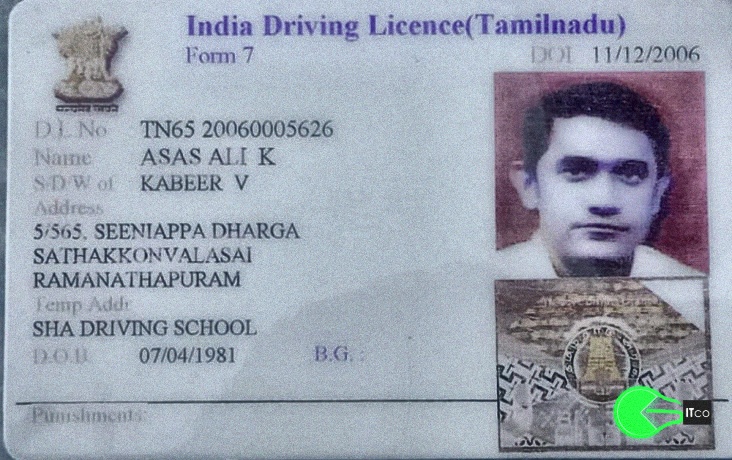 India Driving Licence(Tamilnadu)
Form 7
DOI 11/12/2006
D.L.No TN65 20060005626
Name ASAS ALI K
S/D/W of KABEER V
Address
5/565, SEENIAPPA DHARGA
SATHAKKONVALASAI
RAMANATHAPURAM
Temp Addr
SHA DRIVING SCHOOL
D.O.B. 07/04/1981 B.G. :
Punishments:
ITco